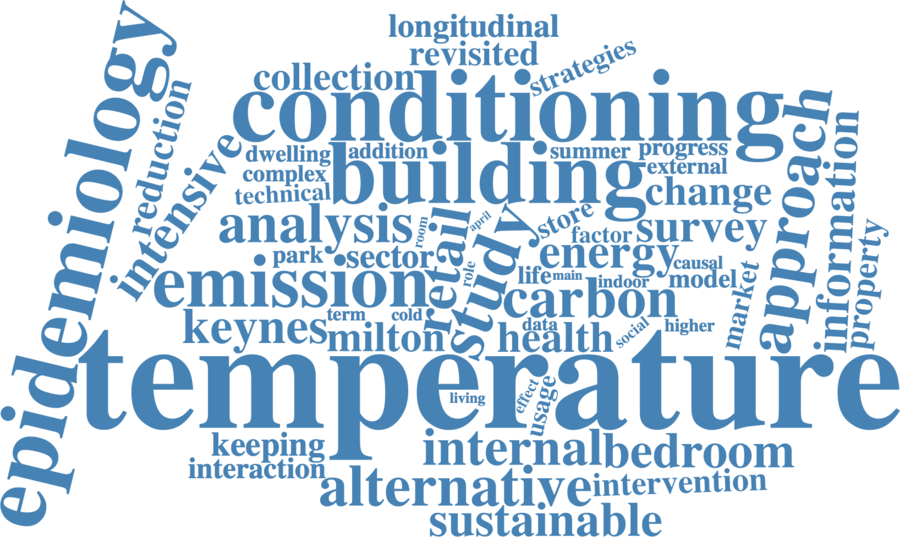 longitudinal
revisited
strategies
collection
conditioning
epidemiology
reduction
intensive
dwelling
addition
summer
progress
complex
building
external
technical
change
approach
information
property
analysis
room
april
study
store
factor
survey
retail
park
sector
role
energy
causal
emission
life
main
indoor
model
market
carbon
keynes
term
cold
milton
health
data
social
higher
temperature
living
effect
usage
keeping
internal
bedroom
interaction
alternative
intervention
sustainable